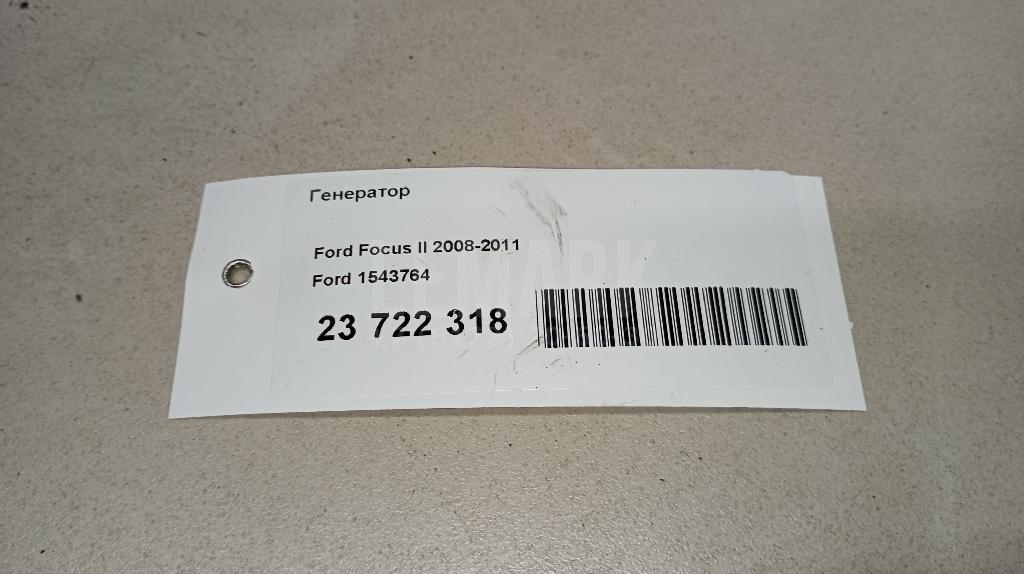 Генератор
Ford Focus II 2008-2011
Ford 1543764
23 722 318